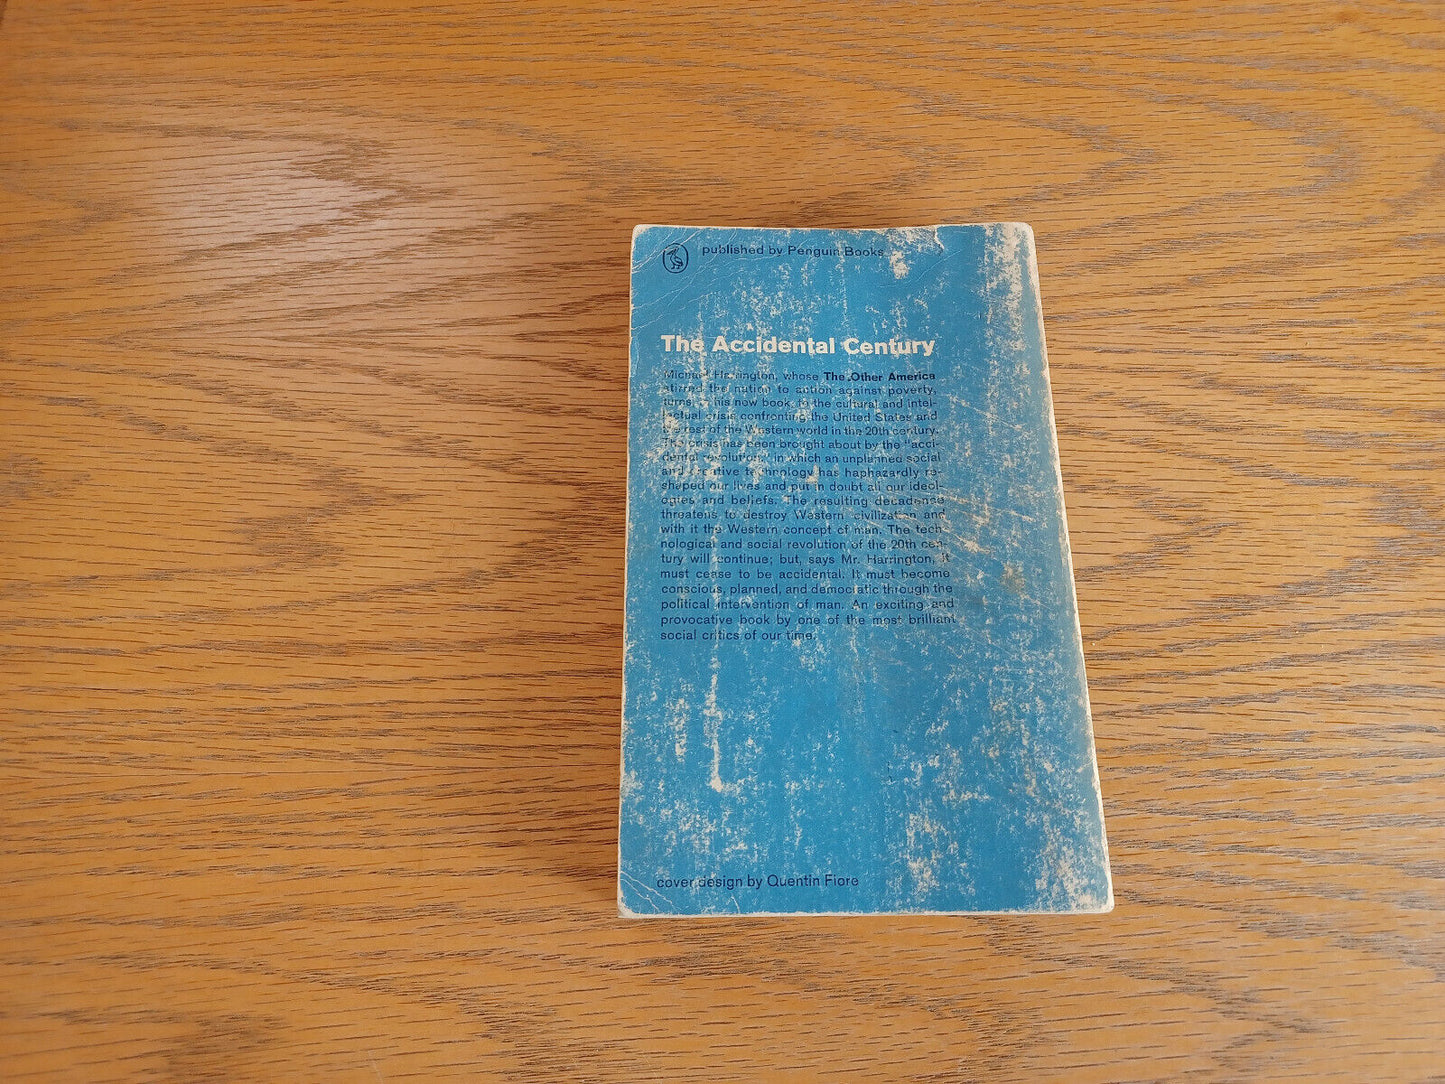 published by Penguin Books
The Accidental Century
Michael Harrington, whose The Other America
stirred the nation to action against poverty,
turns in his new book to the cultural and intel-
lectual crisis confronting the United States and
the rest of the Western world in the 20th century.
The crisis has been brought about by the "acci-
dental revolution," in which an unplanned social
and creative technology has haphazardly re-
shaped our lives and put in doubt all our ideol-
ogies and beliefs. The resulting decadence
threatens to destroy Western civilization and
with it the Western concept of man. The tech-
nological and social revolution of the 20th cen-
tury will continue; but, says Mr. Harrington, it
must cease to be accidental. It must become
conscious, planned, and democratic through the
political intervention of man. An exciting and
provocative book by one of the most brilliant
social critics of our time.
cover design by Quentin Fiore